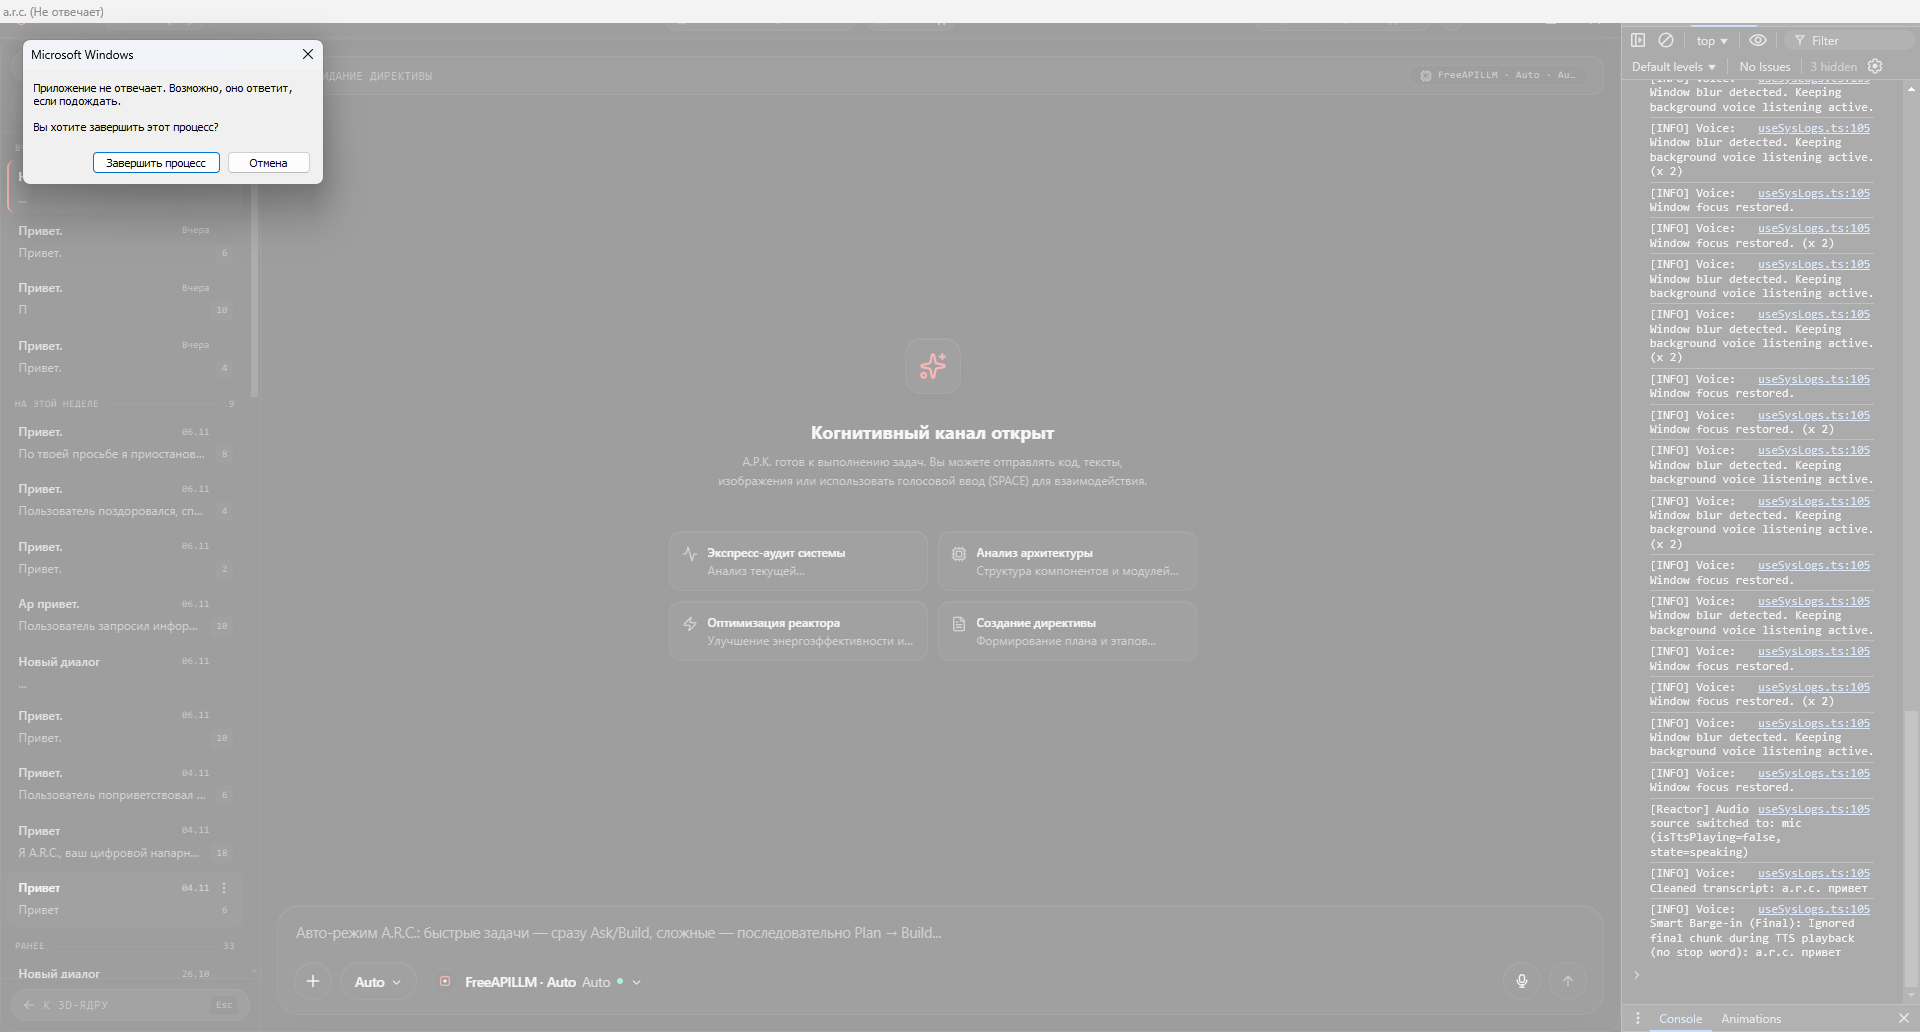 a.r.c. (Не отвечает)
Microsoft Windows
Приложение не отвечает. Возможно, оно ответит,
если подождать.
Вы хотите завершить этот процесс?
Завершить процесс
Отмена
ДИРЕКТИВЫ
FreeAPILLM · Auto · Au…
...
Привет.
Вчера
Привет.
6
Привет.
Вчера
П
10
Привет.
Вчера
Привет.
4
НА ЭТОЙ НЕДЕЛЕ
9
Привет.
06.11
По твоей просьбе я приостанов...
8
Привет.
06.11
Пользователь поздоровался, сп...
4
Привет.
06.11
Привет.
2
Ар привет.
06.11
Пользователь запросил инфор...
10
Новый диалог
06.11
...
Привет.
06.11
Привет.
10
Привет.
04.11
Пользователь поприветствовал ...
6
Привет
04.11
Я A.R.C., ваш цифровой напарн...
18
Привет
04.11
Привет
6
РАНЕЕ
33
Новый диалог
26.10
← К 3D-ЯДРУ
Esc
Когнитивный канал открыт
А.Р.К. готов к выполнению задач. Вы можете отправлять код, тексты,
изображения или использовать голосовой ввод (SPACE) для взаимодействия.
Экспресс-аудит системы
Анализ текущей...
Анализ архитектуры
Структура компонентов и модулей...
Оптимизация реактора
Улучшение энергоэффективности и...
Создание директивы
Формирование плана и этапов...
Авто-режим A.R.C.: быстрые задачи — сразу Ask/Build, сложные — последовательно Plan → Build...
Auto
FreeAPILLM · Auto Auto
top
Filter
Default levels
No Issues
3 hidden
Window blur detected. Keeping
background voice listening active.
[INFO] Voice: useSysLogs.ts:105
Window blur detected. Keeping
background voice listening active.
(x 2)
[INFO] Voice: useSysLogs.ts:105
Window focus restored.
[INFO] Voice: useSysLogs.ts:105
Window focus restored. (x 2)
[INFO] Voice: useSysLogs.ts:105
Window blur detected. Keeping
background voice listening active.
[INFO] Voice: useSysLogs.ts:105
Window blur detected. Keeping
background voice listening active.
(x 2)
[INFO] Voice: useSysLogs.ts:105
Window focus restored.
[INFO] Voice: useSysLogs.ts:105
Window focus restored. (x 2)
[INFO] Voice: useSysLogs.ts:105
Window blur detected. Keeping
background voice listening active.
[INFO] Voice: useSysLogs.ts:105
Window blur detected. Keeping
background voice listening active.
(x 2)
[INFO] Voice: useSysLogs.ts:105
Window focus restored.
[INFO] Voice: useSysLogs.ts:105
Window blur detected. Keeping
background voice listening active.
[INFO] Voice: useSysLogs.ts:105
Window focus restored.
[INFO] Voice: useSysLogs.ts:105
Window focus restored. (x 2)
[INFO] Voice: useSysLogs.ts:105
Window blur detected. Keeping
background voice listening active.
[INFO] Voice: useSysLogs.ts:105
Window focus restored.
[Reactor] Audio useSysLogs.ts:105
source switched to: mic
(isTtsPlaying=false,
state=speaking)
[INFO] Voice: useSysLogs.ts:105
Cleaned transcript: a.r.c. привет
[INFO] Voice: useSysLogs.ts:105
Smart Barge-in (Final): Ignored
final chunk during TTS playback
(no stop word): a.r.c. привет
Console
Animations